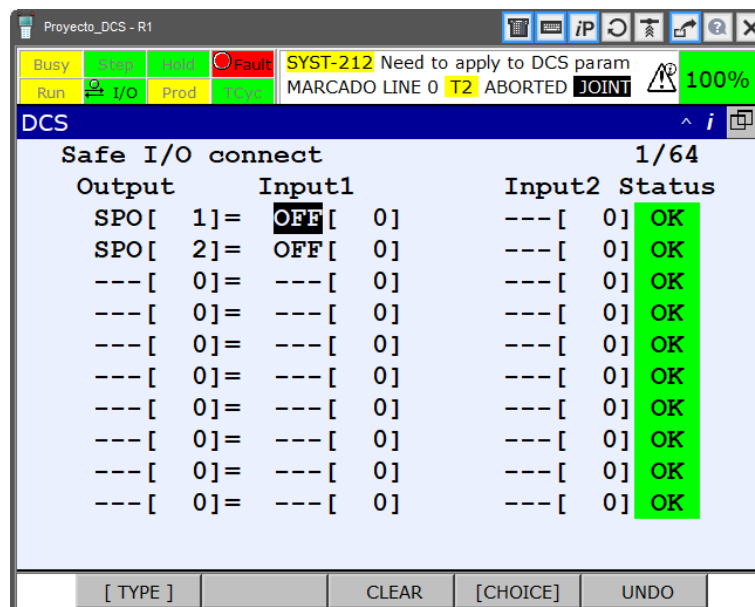 Proyecto_DCS - R1
iP
Busy Step Hold Fault SYST-212 Need to apply to DCS param
Run I/O Prod TCyc MARCADO LINE 0 T2 ABORTED JOINT 100%
DCS ^ i
Safe I/O connect 1/64
Output Input1 Input2 Status
SPO[ 1]= OFF[ 0] ---[ 0] OK
SPO[ 2]= OFF[ 0] ---[ 0] OK
---[ 0]= ---[ 0] ---[ 0] OK
---[ 0]= ---[ 0] ---[ 0] OK
---[ 0]= ---[ 0] ---[ 0] OK
---[ 0]= ---[ 0] ---[ 0] OK
---[ 0]= ---[ 0] ---[ 0] OK
---[ 0]= ---[ 0] ---[ 0] OK
---[ 0]= ---[ 0] ---[ 0] OK
---[ 0]= ---[ 0] ---[ 0] OK
[ TYPE ] CLEAR [CHOICE] UNDO